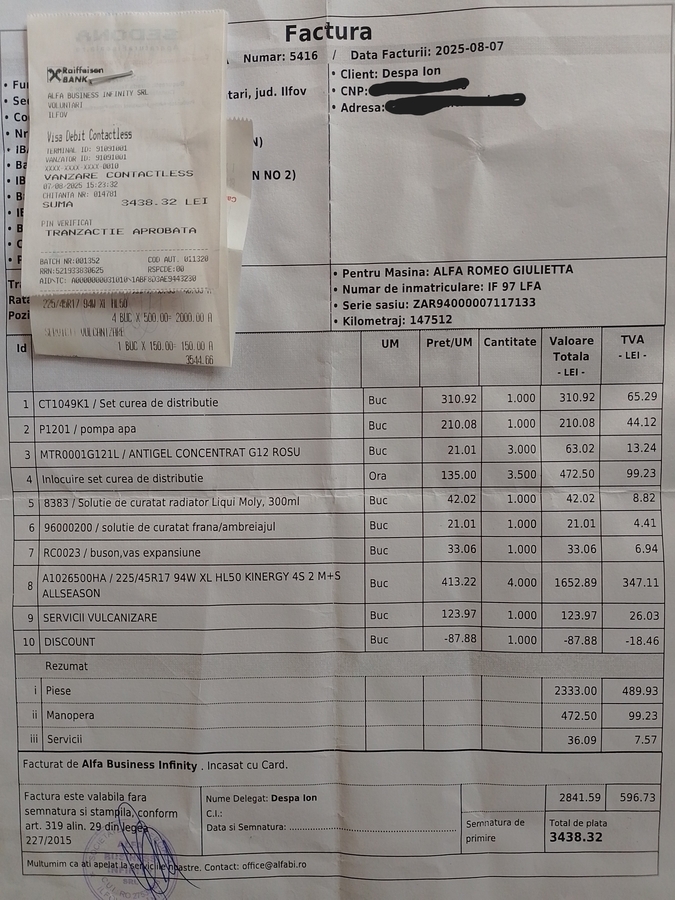 Factura
Numar: 5416 / Data Facturii: 2025-08-07
Raiffeisen
BANK
ALFA BUSINESS INFINITY SRL
VOLUNTARI
ILFOV
Visa Debit Contactless
TERMINAL ID: 91091001
VANZATOR ID: 91091001
XXXX-XXXX-XXXX-0010
VANZARE CONTACTLESS
07/08/2025 15:23:32
CHITANTA NR: 014781
SUMA 3438.32 LEI
PIN VERIFICAT
TRANZACTIE APROBATA
BATCH NR:001352 COD AUT. 011320
RRN:521933830625 RSPCDE:00
225/45R17 94W XL HL50
4 BUC X 500.00= 2000.00 A
SERVICII VULCANIZARE
1 BUC X 150.00= 150.00 A
3544.66
tari, jud. Ilfov
N)
N NO 2)
• Client: Despa Ion
• CNP:
• Adresa:
• Pentru Masina: ALFA ROMEO GIULIETTA
• Numar de inmatriculare: IF 97 LFA
• Serie sasiu: ZAR94000007117133
• Kilometraj: 147512
Id UM Pret/UM Cantitate Valoare Totala - LEI - TVA - LEI -
1 CT1049K1 / Set curea de distributie Buc 310.92 1.000 310.92 65.29
2 P1201 / pompa apa Buc 210.08 1.000 210.08 44.12
3 MTR0001G121L / ANTIGEL CONCENTRAT G12 ROSU Buc 21.01 3.000 63.02 13.24
4 Inlocuire set curea de distributie Ora 135.00 3.500 472.50 99.23
5 8383 / Solutie de curatat radiator Liqui Moly, 300ml Buc 42.02 1.000 42.02 8.82
6 96000200 / solutie de curatat frana/ambreiajul Buc 21.01 1.000 21.01 4.41
7 RC0023 / buson,vas expansiune Buc 33.06 1.000 33.06 6.94
8 A1026500HA / 225/45R17 94W XL HL50 KINERGY 4S 2 M+S ALLSEASON Buc 413.22 4.000 1652.89 347.11
9 SERVICII VULCANIZARE Buc 123.97 1.000 123.97 26.03
10 DISCOUNT Buc -87.88 1.000 -87.88 -18.46
Rezumat
i Piese 2333.00 489.93
ii Manopera 472.50 99.23
iii Servicii 36.09 7.57
Facturat de Alfa Business Infinity . Incasat cu Card.
Factura este valabila fara
semnatura si stampila, conform
art. 319 alin. 29 din legea
227/2015
Nume Delegat: Despa Ion
C.I.:
Data si Semnatura:
Semnatura de
primire
2841.59 596.73
Total de plata
3438.32
Multumim ca ati apelat la serviciile noastre. Contact: office@alfabi.ro